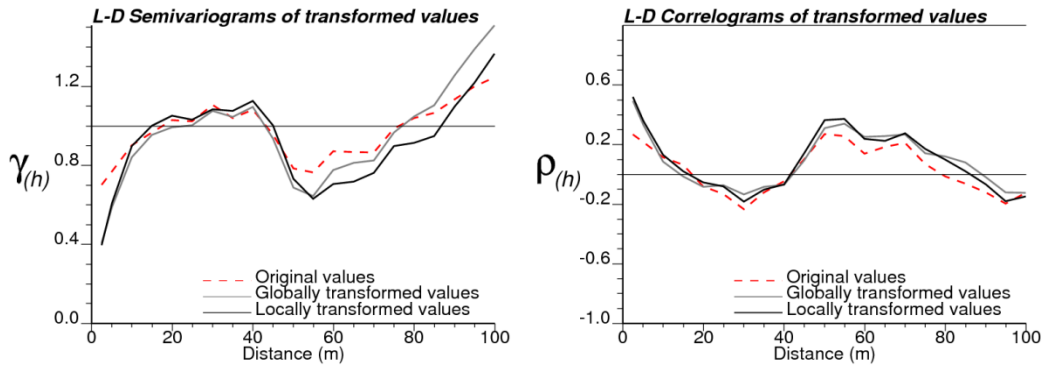 L-D Semivariograms of transformed values
γ(h)
1.2
0.8
0.4
0.0
Original values
Globally transformed values
Locally transformed values
0 20 40 60 80 100
Distance (m)
L-D Correlograms of transformed values
ρ(h)
0.6
0.2
-0.2
-0.6
-1.0
Original values
Globally transformed values
Locally transformed values
0 20 40 60 80 100
Distance (m)